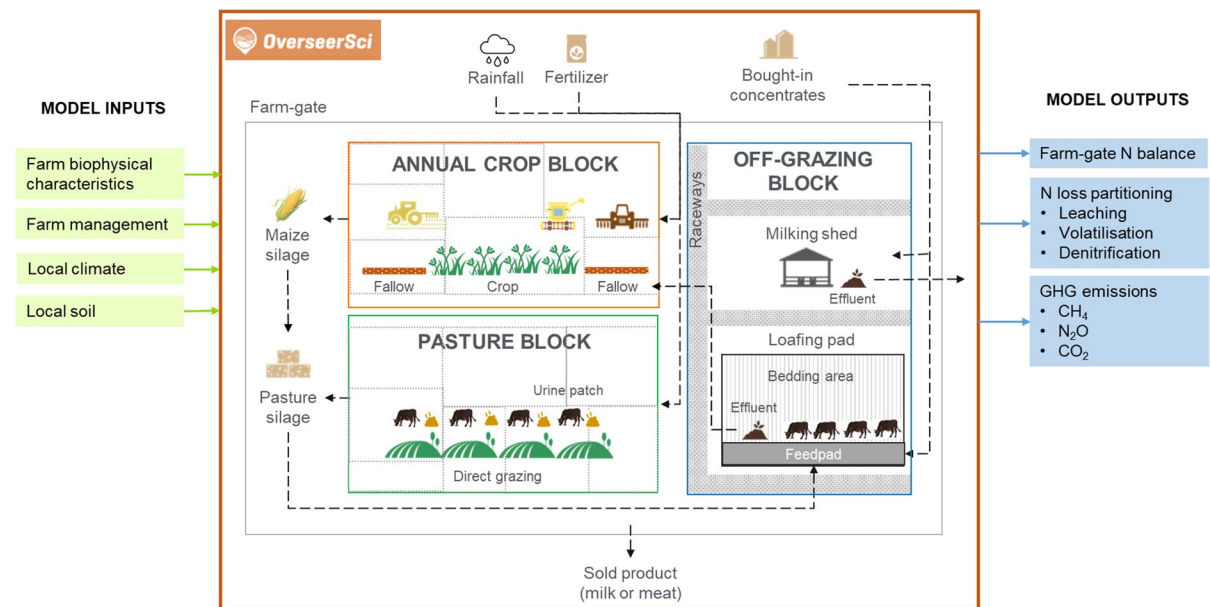 OverseerSci
MODEL INPUTS
Farm biophysical
characteristics
Farm management
Local climate
Local soil
Rainfall
Fertilizer
Bought-in
concentrates
Farm-gate
Maize
silage
Pasture
silage
ANNUAL CROP BLOCK
Fallow
Crop
Fallow
PASTURE BLOCK
Urine patch
Direct grazing
Raceways
OFF-GRAZING
BLOCK
Milking shed
Effluent
Loafing pad
Bedding area
Effluent
Feedpad
Sold product
(milk or meat)
MODEL OUTPUTS
Farm-gate N balance
N loss partitioning
• Leaching
• Volatilisation
• Denitrification
GHG emissions
• CH₄
• N₂O
• CO₂